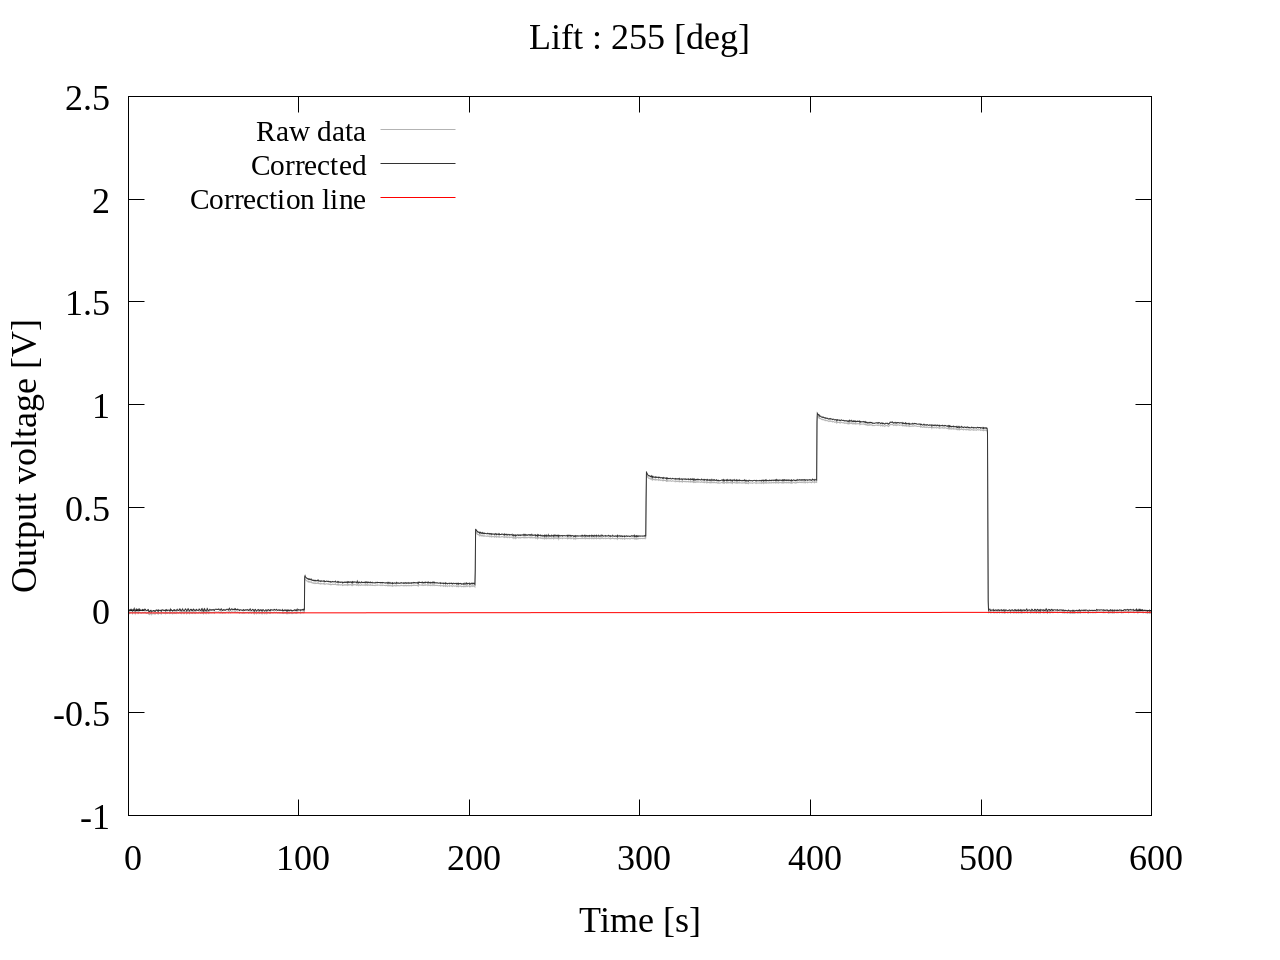 Lift : 255 [deg]
2.5
2
1.5
1
0.5
0
-0.5
-1
Raw data
Corrected
Correction line
Output voltage [V]
0 100 200 300 400 500 600
Time [s]